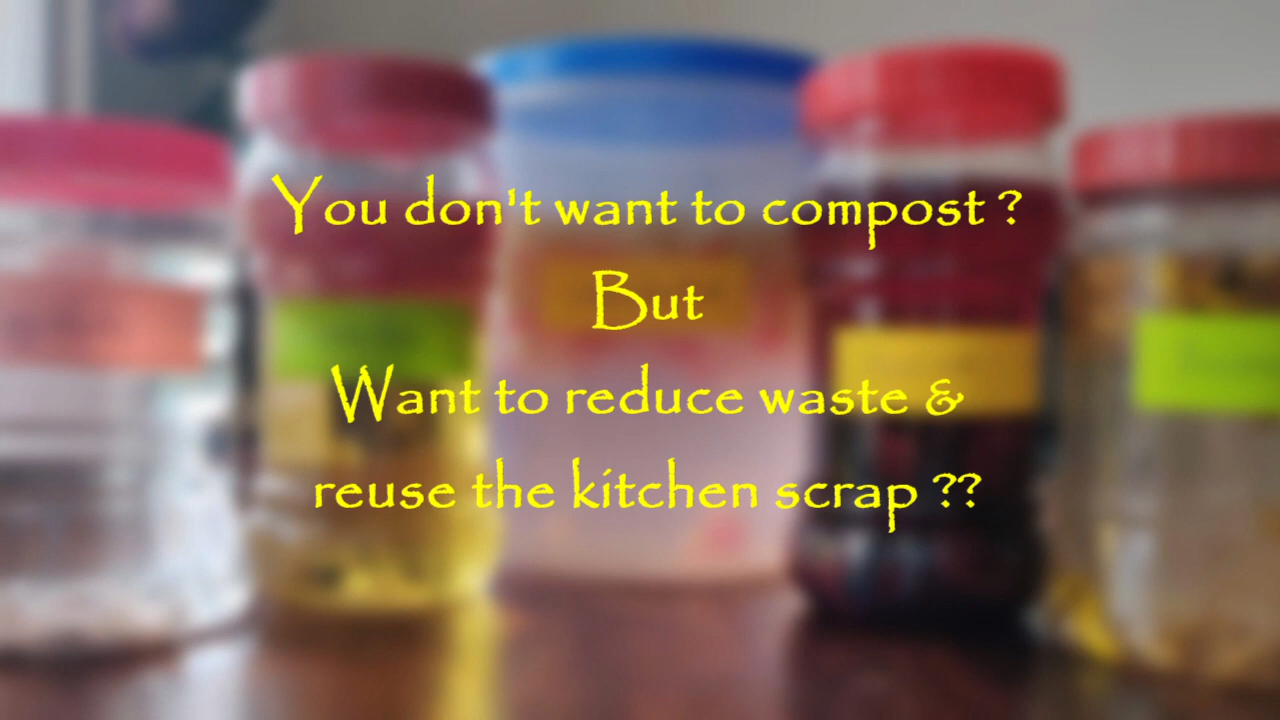 You don't want to compost ?
But
Want to reduce waste &
reuse the kitchen scrap ??